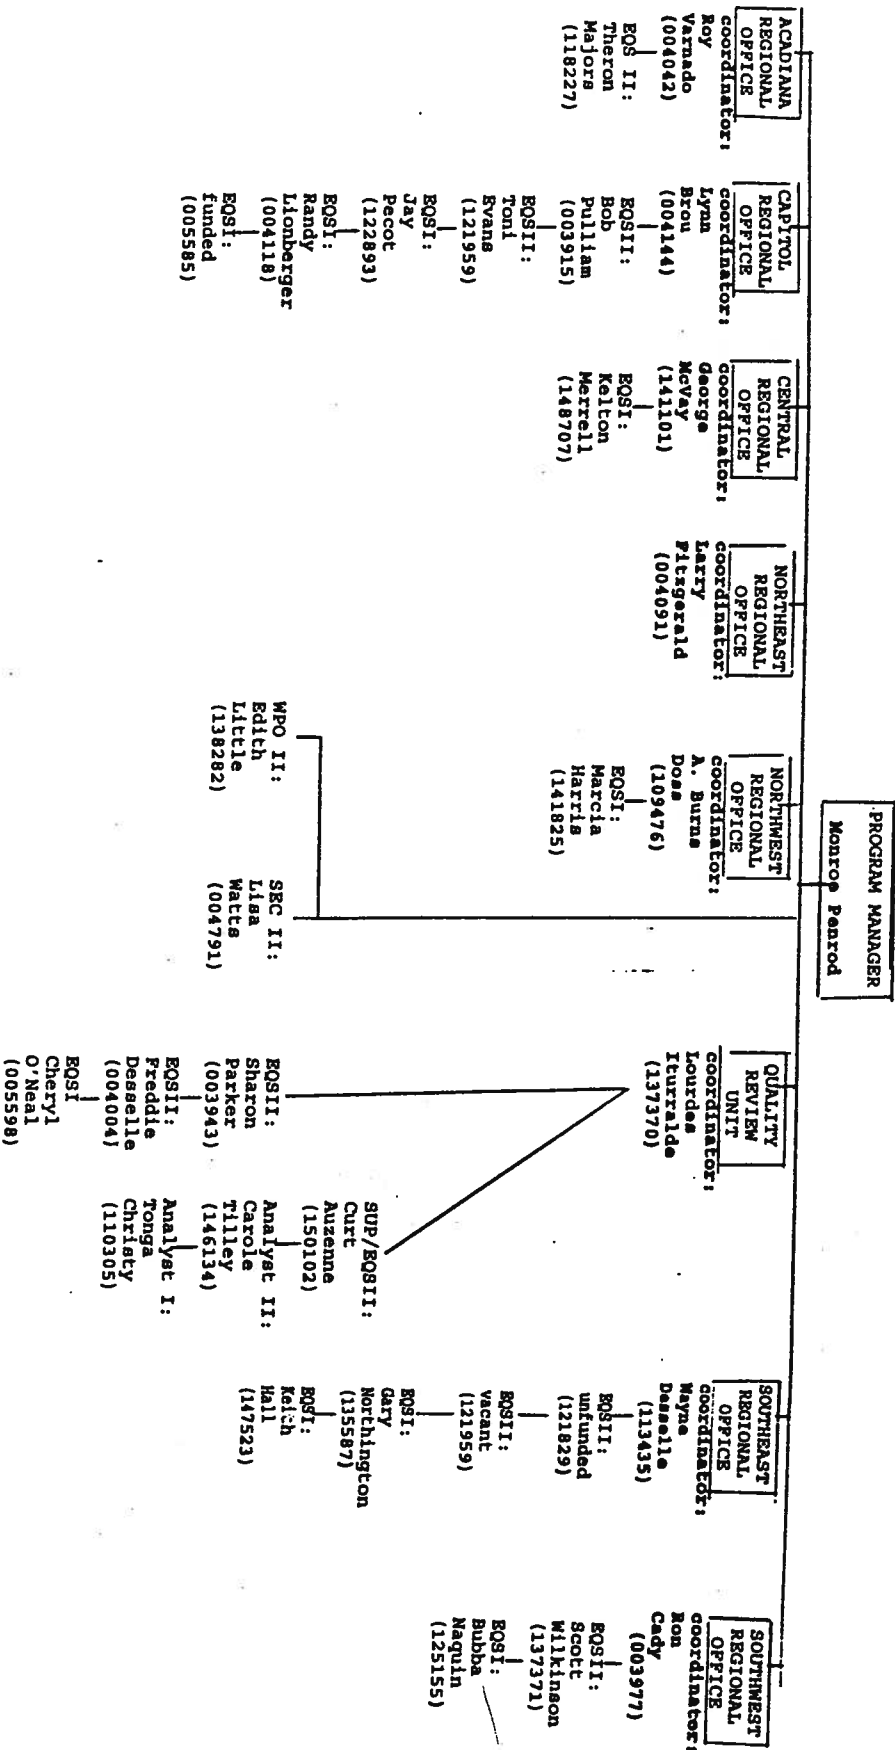 PROGRAM MANAGER
Monroe Penrod
ACADIANA
REGIONAL
OFFICE
coordinator:
Roy
Varnado
(004042)
EQS II:
Theron
Majors
(118227)
CAPITOL
REGIONAL
OFFICE
coordinator:
Lynn
Brou
(004144)
EQSII:
Bob
Pulliam
(003915)
EQSII:
Toni
Evans
(121959)
EQSI:
Jay
Pecot
(122893)
EQSI:
Randy
Lionberger
(004118)
EQSI:
funded
(005585)
CENTRAL
REGIONAL
OFFICE
coordinator:
George
McVay
(141101)
EQSI:
Kelton
Merrell
(148707)
NORTHEAST
REGIONAL
OFFICE
coordinator:
Larry
Fitzgerald
(004091)
NORTHWEST
REGIONAL
OFFICE
coordinator:
A. Burns
Doss
(109476)
EQSI:
Marcia
Harris
(141825)
WPO II:
Edith
Little
(138282)
SEC II:
Lisa
Watts
(004791)
QUALITY
REVIEW
UNIT
coordinator:
Lourdes
Iturralde
(137370)
EQSII:
Sharon
Parker
(003943)
EQSII:
Freddie
Desselle
(004004)
EQSI
Cheryl
O'Neal
(005598)
SUP/EQSII:
Curt
Auzenne
(150102)
Analyst II:
Carole
Tilley
(146134)
Analyst I:
Tonga
Christy
(110305)
SOUTHEAST
REGIONAL
OFFICE
coordinator:
Wayne
Desselle
(113435)
EQSII:
unfunded
(121829)
EQSII:
vacant
(121959)
EQSI:
Gary
Northington
(135587)
EQSI:
Keith
Hall
(147523)
SOUTHWEST
REGIONAL
OFFICE
coordinator:
Ron
Cady
(003977)
EQSII:
Scott
Wilkinson
(137371)
EQSI:
Bubba
Naquin
(125155)